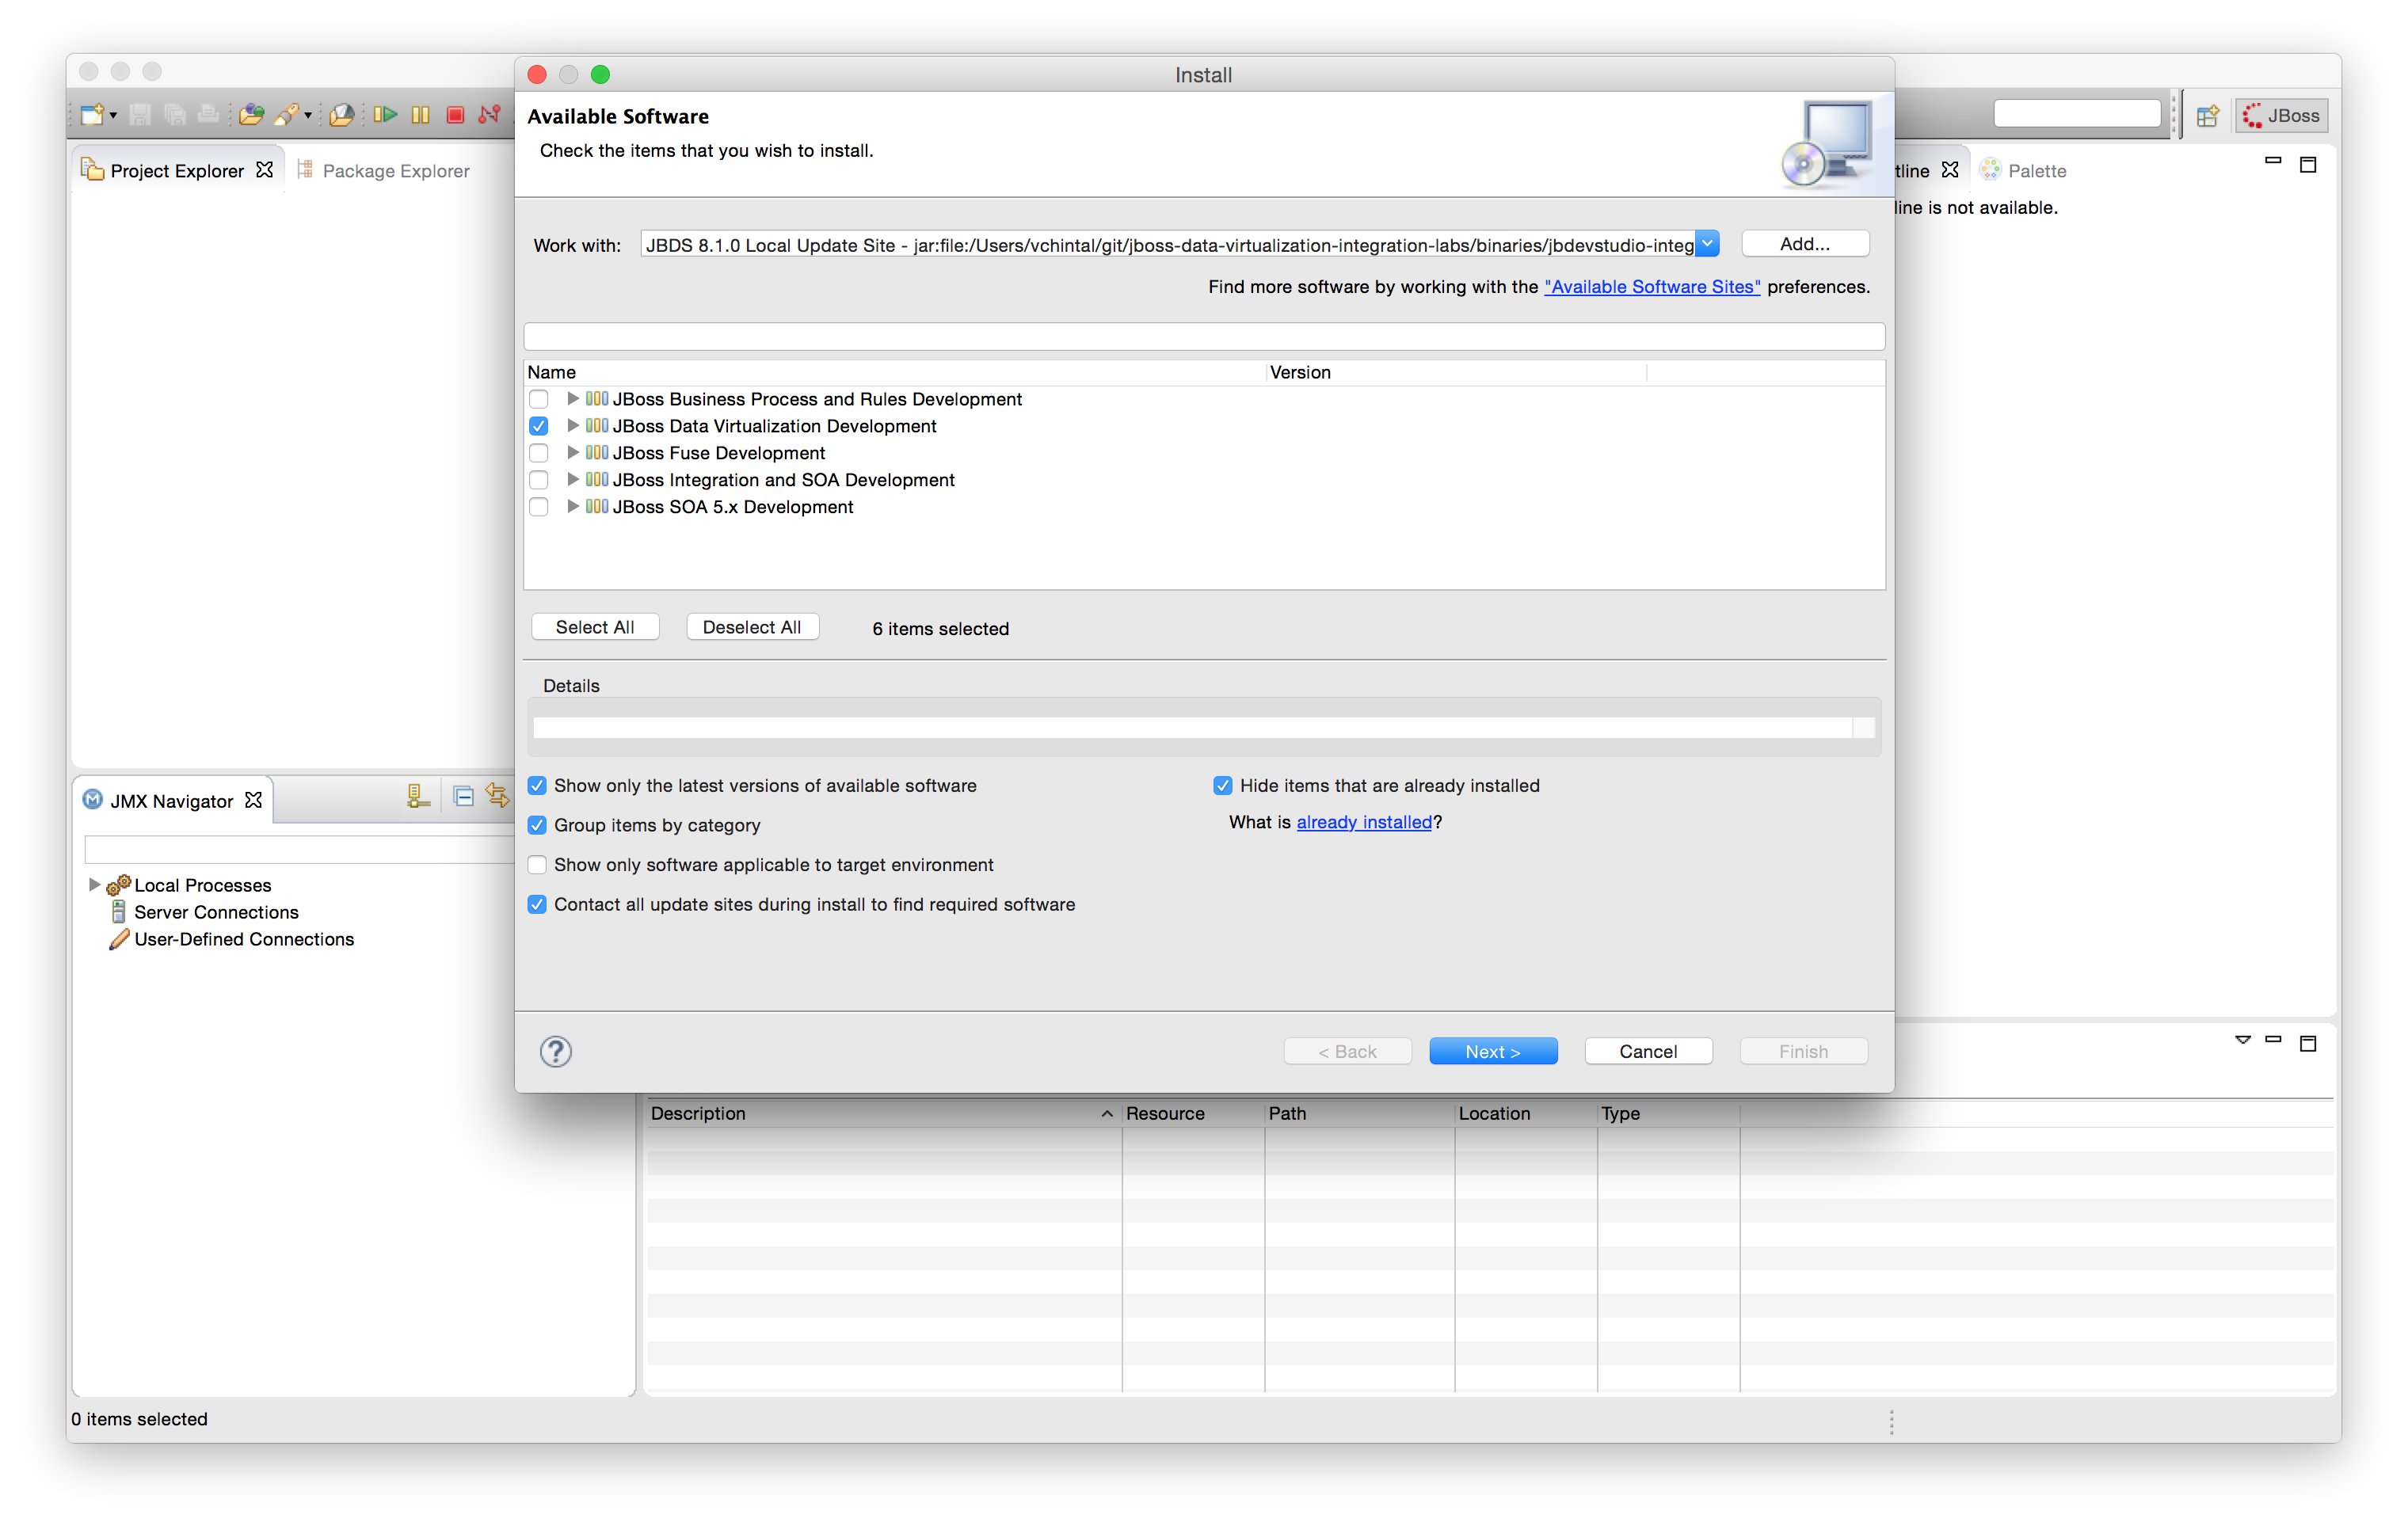 Install
JBoss
Project Explorer
Package Explorer
Available Software
Check the items that you wish to install.
tline
Palette
line is not available.
Work with:
JBDS 8.1.0 Local Update Site - jar:file:/Users/vchintal/git/jboss-data-virtualization-integration-labs/binaries/jbdevstudio-integ
Add...
Find more software by working with the "Available Software Sites" preferences.
Name
Version
JBoss Business Process and Rules Development
JBoss Data Virtualization Development
JBoss Fuse Development
JBoss Integration and SOA Development
JBoss SOA 5.x Development
Select All
Deselect All
6 items selected
Details
Show only the latest versions of available software
Hide items that are already installed
Group items by category
What is already installed?
Show only software applicable to target environment
Contact all update sites during install to find required software
< Back
Next >
Cancel
Finish
JMX Navigator
Local Processes
Server Connections
User-Defined Connections
Description
Resource
Path
Location
Type
0 items selected